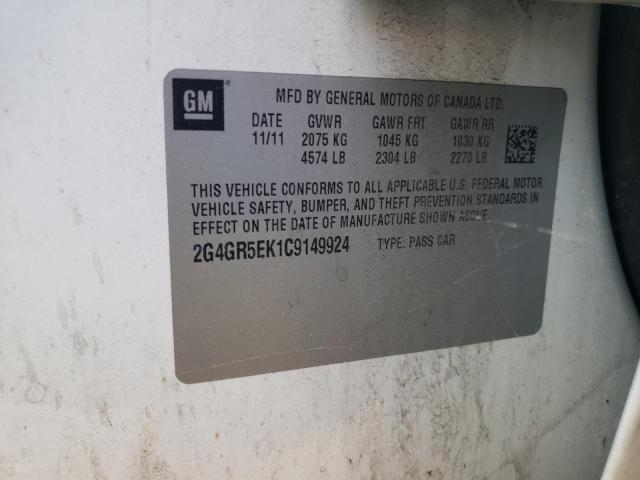 GM
MFD BY GENERAL MOTORS OF CANADA LTD.
DATE GVWR GAWR FRT GAWR RR
11/11 2075 KG 1045 KG 1030 KG
4574 LB 2304 LB 2270 LB
THIS VEHICLE CONFORMS TO ALL APPLICABLE U.S. FEDERAL MOTOR
VEHICLE SAFETY, BUMPER, AND THEFT PREVENTION STANDARDS IN
EFFECT ON THE DATE OF MANUFACTURE SHOWN ABOVE.
2G4GR5EK1C9149924 TYPE: PASS CAR